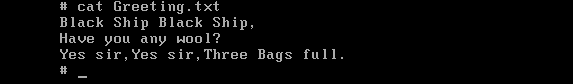 # cat Greeting.txt
Black Ship Black Ship,
Have you any wool?
Yes sir,Yes sir,Three Bags full.
# _